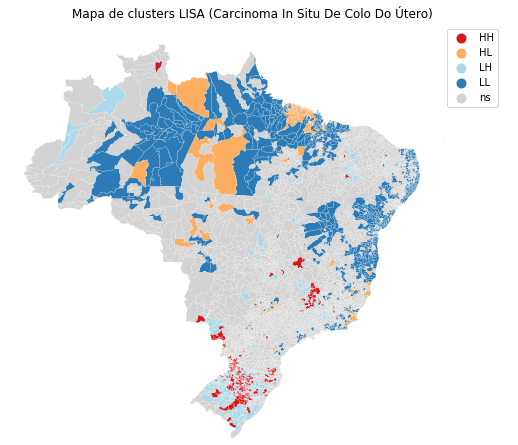 Mapa de clusters LISA (Carcinoma In Situ De Colo Do Útero)
HH
HL
LH
LL
ns